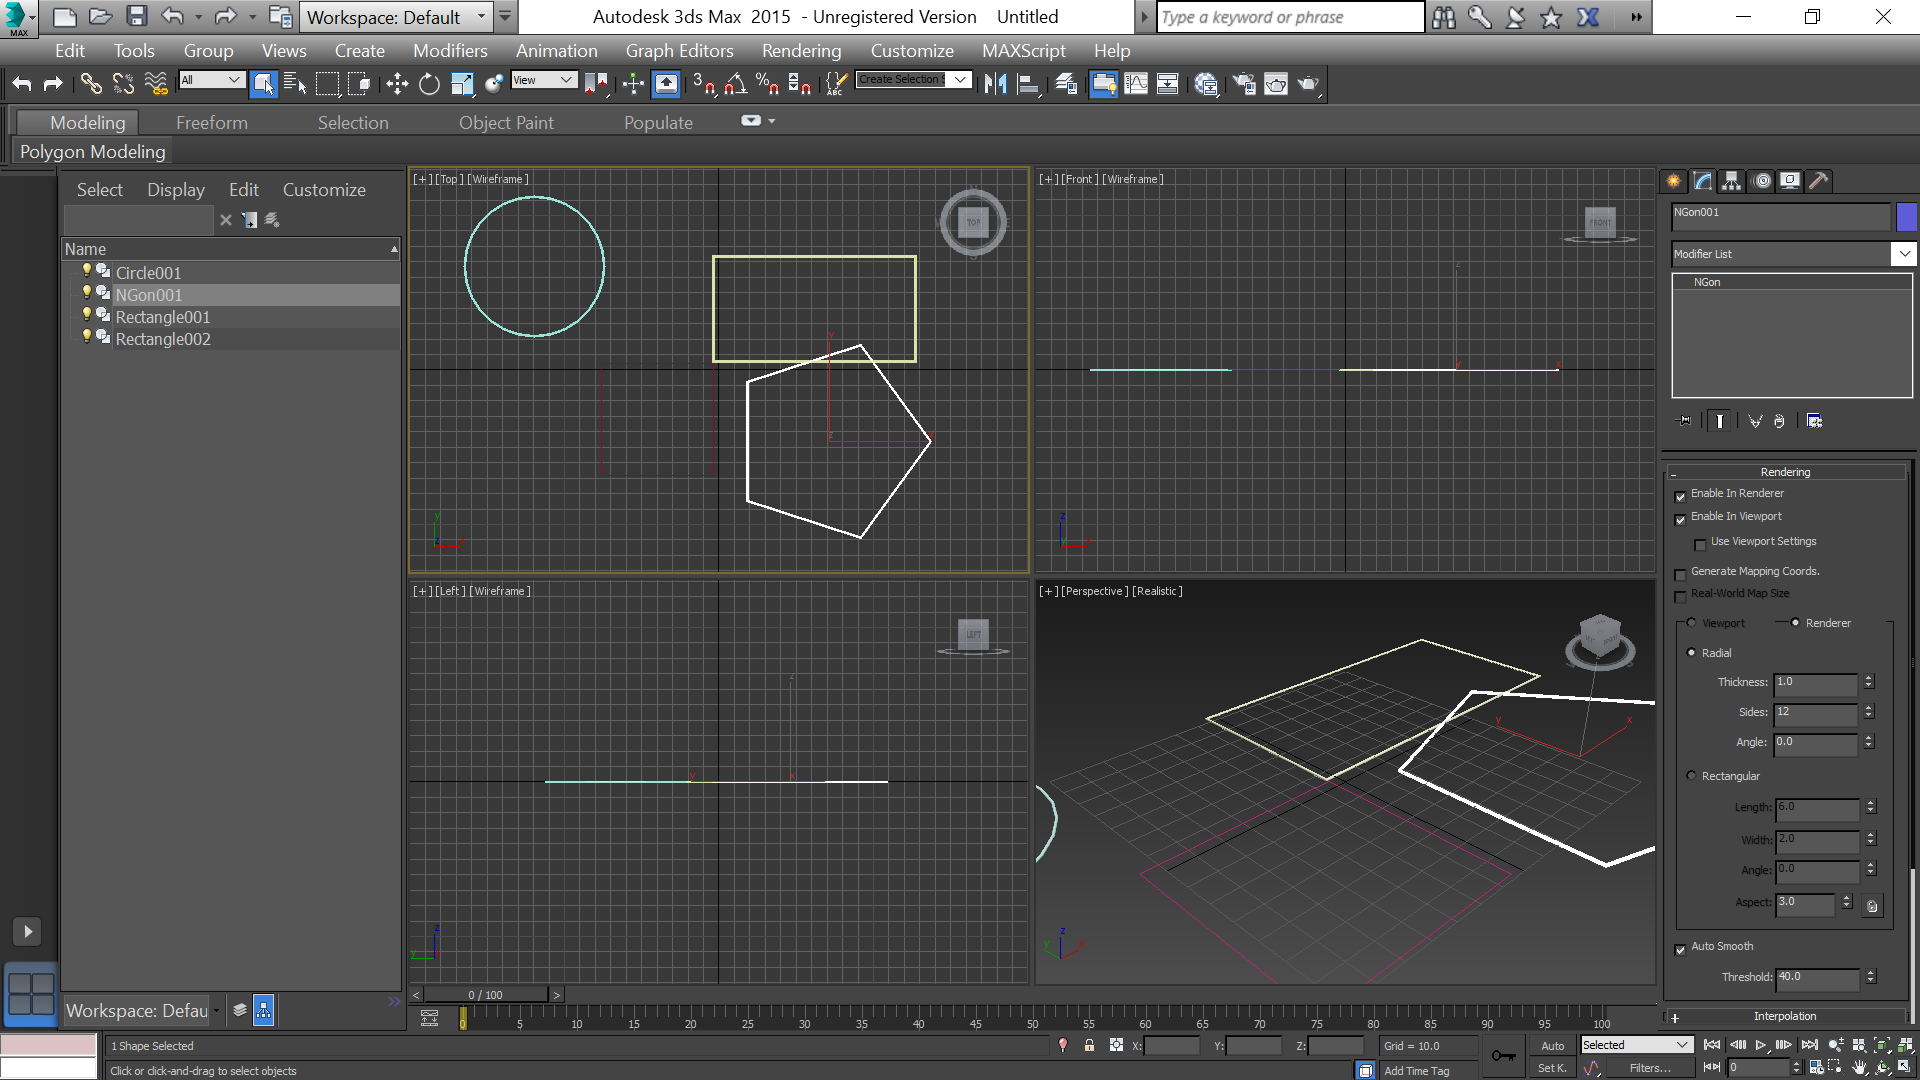 MAX
Workspace: Default
Autodesk 3ds Max 2015 - Unregistered Version Untitled
Type a keyword or phrase
Edit Tools Group Views Create Modifiers Animation Graph Editors Rendering Customize MAXScript Help
All
View
3
%
ABC
Create Selection S
Modeling Freeform Selection Object Paint Populate
Polygon Modeling
Select Display Edit Customize
Name
Circle001
NGon001
Rectangle001
Rectangle002
Workspace: Defau
[+][Top][Wireframe]
TOP
[+][Front][Wireframe]
FRONT
[+][Left][Wireframe]
LEFT
[+][Perspective][Realistic]
NGon001
Modifier List
NGon
Rendering
Enable In Renderer
Enable In Viewport
Use Viewport Settings
Generate Mapping Coords.
Real-World Map Size
Viewport Renderer
Radial
Thickness: 1.0
Sides: 12
Angle: 0.0
Rectangular
Length: 6.0
Width: 2.0
Angle: 0.0
Aspect: 3.0
Auto Smooth
Threshold: 40.0
Interpolation
< 0 / 100 >
0 5 10 15 20 25 30 35 40 45 50 55 60 65 70 75 80 85 90 95 100
1 Shape Selected
X: Y: Z: Grid = 10.0
Auto Selected
Click or click-and-drag to select objects
Add Time Tag
Set K. Filters... 0